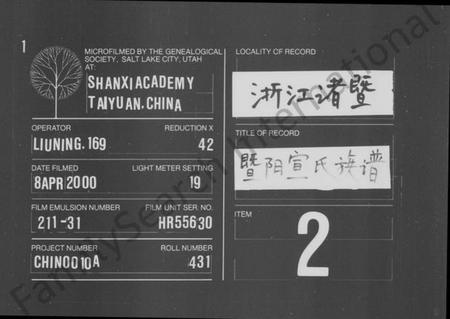 1
MICROFILMED BY THE GENEALOGICAL
SOCIETY, SALT LAKE CITY, UTAH
AT:
SHANXI ACADEMY
TAIYUAN, CHINA
OPERATOR REDUCTION X
LIUNING.169 42
DATE FILMED LIGHT METER SETTING
8APR2000 19
FILM EMULSION NUMBER FILM UNIT SER. NO.
211-31 HR55630
PROJECT NUMBER ROLL NUMBER
CHINO010A 431
LOCALITY OF RECORD
浙江诸暨
TITLE OF RECORD
暨阳宣氏族谱
ITEM
2
FamilySearch International